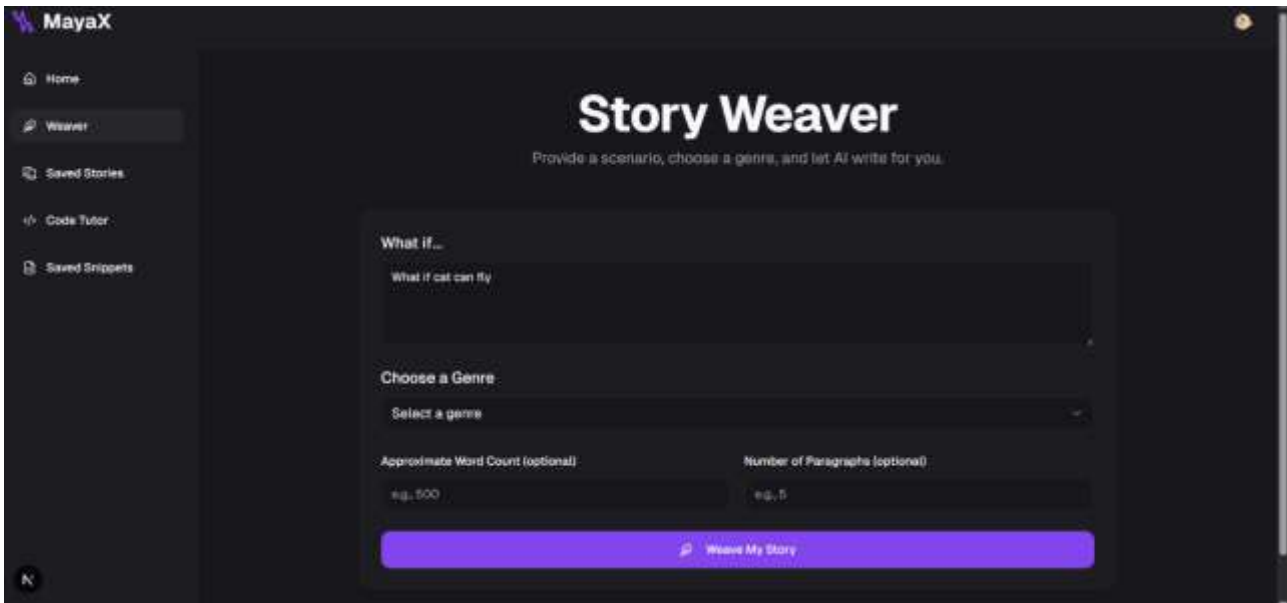 MayaX
Home
Weaver
Saved Stories
Code Tutor
Saved Snippets
Story Weaver
Provide a scenario, choose a genre, and let AI write for you.
What if...
What if cat can fly
Choose a Genre
Select a genre
Approximate Word Count (optional)
Number of Paragraphs (optional)
e.g., 500
e.g., 5
Weave My Story
N